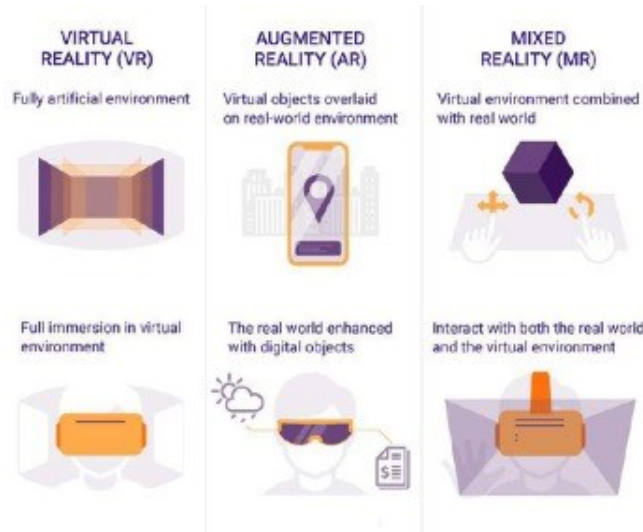 VIRTUAL
REALITY (VR)
Fully artificial environment
Full immersion in virtual
environment
AUGMENTED
REALITY (AR)
Virtual objects overlaid
on real-world environment
The real world enhanced
with digital objects
$
MIXED
REALITY (MR)
Virtual environment combined
with real world
Interact with both the real world
and the virtual environment